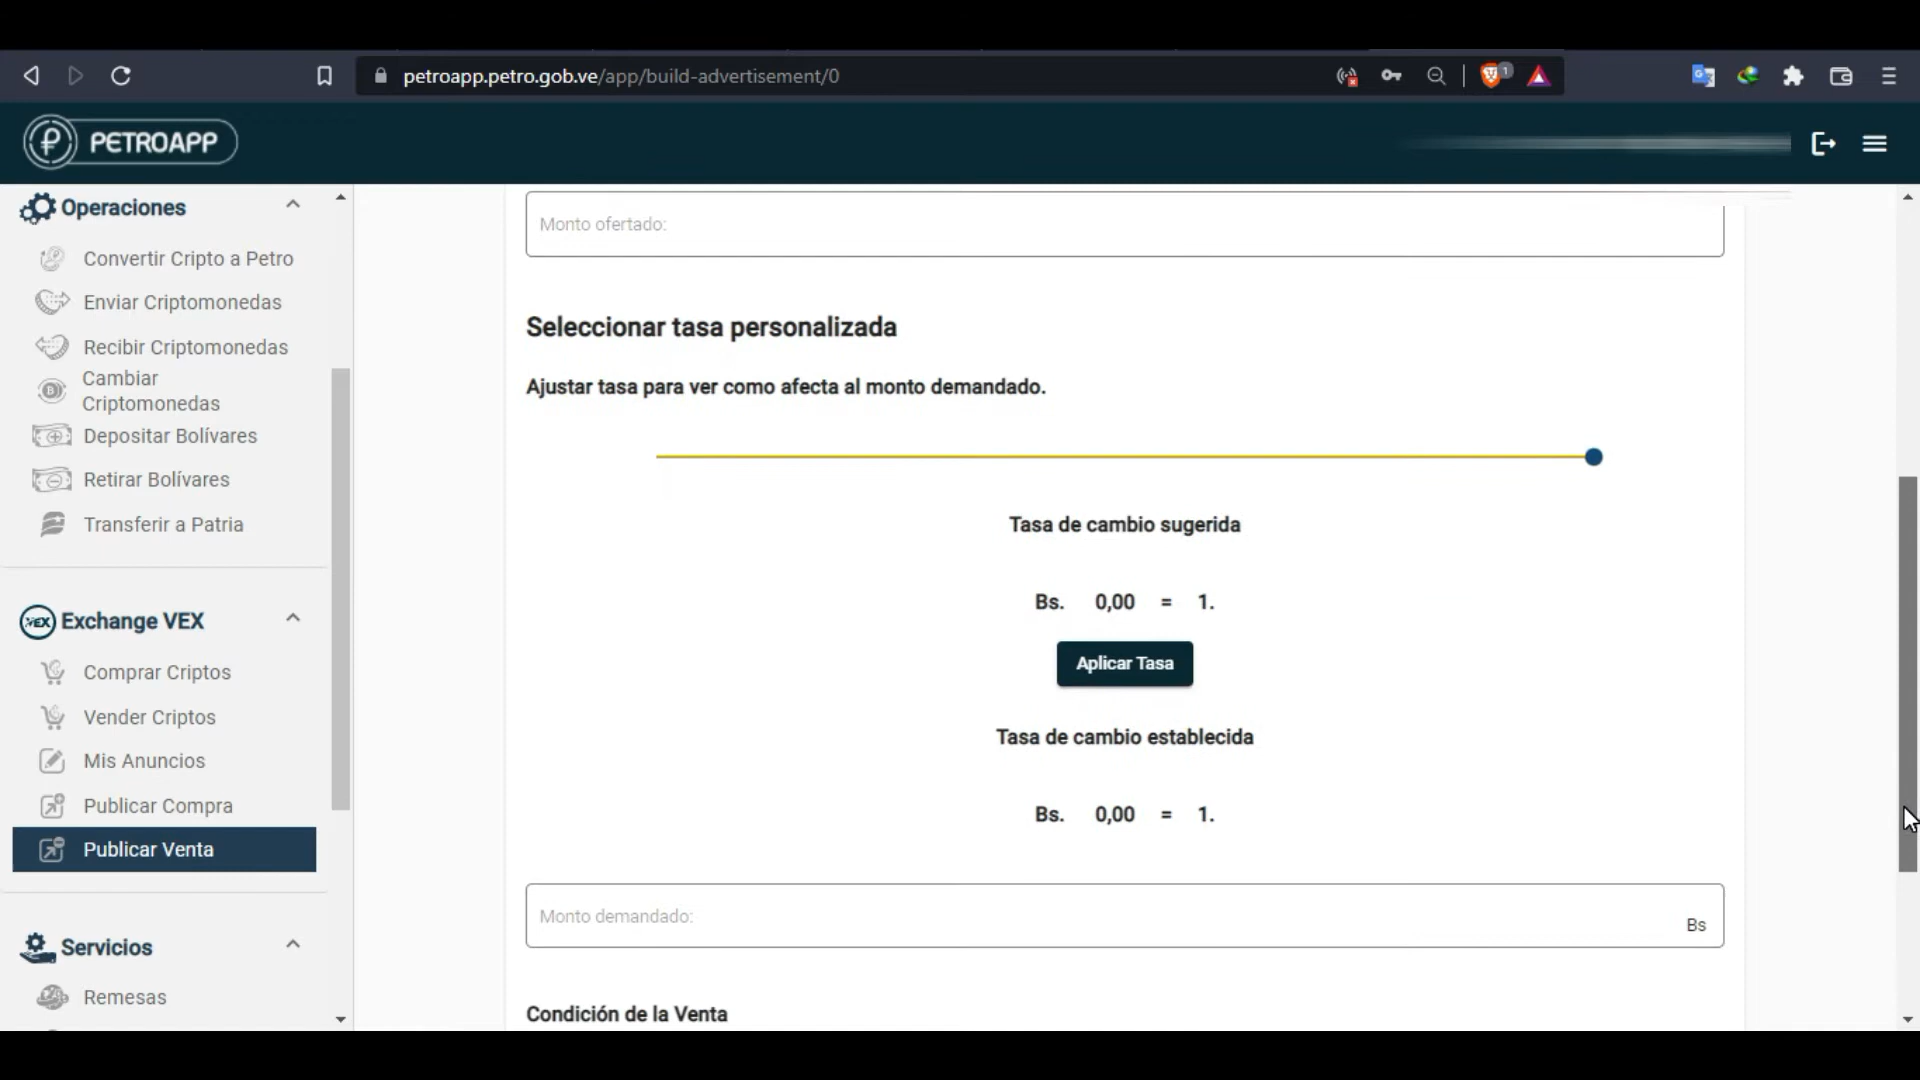 petroapp.petro.gob.ve/app/build-advertisement/0
1
PETROAPP
Operaciones
Convertir Cripto a Petro
Enviar Criptomonedas
Recibir Criptomonedas
Cambiar
Criptomonedas
Depositar Bolívares
Retirar Bolívares
Transferir a Patria
VEX
Exchange VEX
Comprar Criptos
Vender Criptos
Mis Anuncios
Publicar Compra
Publicar Venta
Servicios
Remesas
Monto ofertado:
Seleccionar tasa personalizada
Ajustar tasa para ver como afecta al monto demandado.
Tasa de cambio sugerida
Bs. 0,00 = 1.
Aplicar Tasa
Tasa de cambio establecida
Bs. 0,00 = 1.
Monto demandado:
Bs
Condición de la Venta